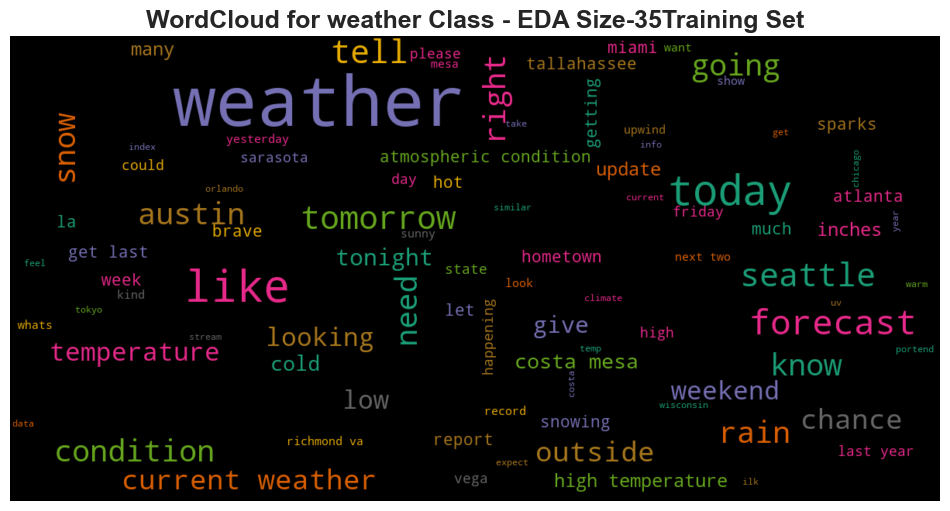 WordCloud for weather Class - EDA Size-35Training Set
many
tell
please
mesa
miami
want
tallahassee
going
show
weather
right
take
getting
upwind
info
sparks
get
snow
index
yesterday
could
sarasota
atmospheric condition
update
chicago
day
hot
orlando
current
today
atlanta
la
austin
brave
tomorrow
sunny
similar
friday
much
inches
year
get last
feel
tonight
state
hometown
next two
week
kind
like
need
look
seattle
warm
tokyo
let
climate
uv
whats
stream
looking
happening
give
high
forecast
temperature
cold
costa mesa
temp
know
portend
low
costa
weekend
wisconsin
record
snowing
chance
data
condition
richmond va
report
outside
rain
last year
expect
current weather
vega
high temperature
ilk